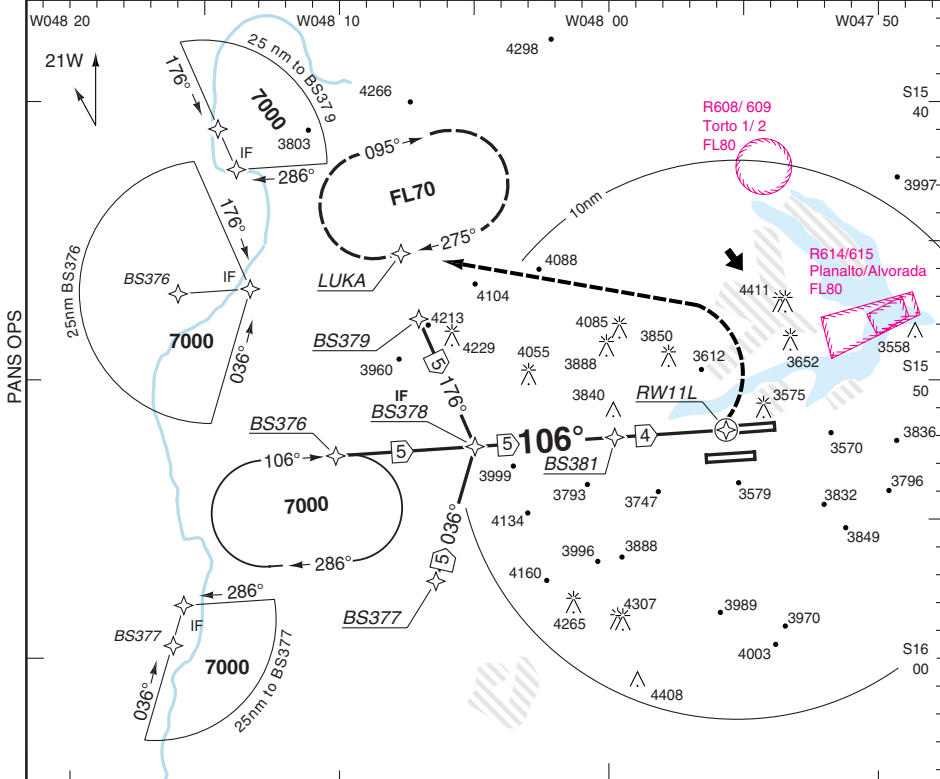 W048 20
W048 10
W048 00
W047 50
21W
PANS OPS
25 nm to BS379
176°
7000
3803
IF
286°
4298
4266
095°
FL70
275°
LUKA
R608/ 609
Torto 1/ 2
FL80
S15
40
3997
10nm
R614/615
Planalto/Alvorada
FL80
25nm BS376
176°
BS376
IF
7000
036°
4088
4104
4411
BS379
4213
4229
3960
5
176°
4085
3888
3850
4055
3612
3652
3558
S15
50
IF
BS378
3840
RW11L
3575
BS376
106°
5
5
106°
4
BS381
3570
3836
3999
3793
3747
3579
3832
3796
7000
286°
036°
5
4134
3849
3996
3888
4160
BS377
4265
4307
3989
3970
4003
S16
00
4408
286°
IF
BS377
7000
036°
25nm to BS377